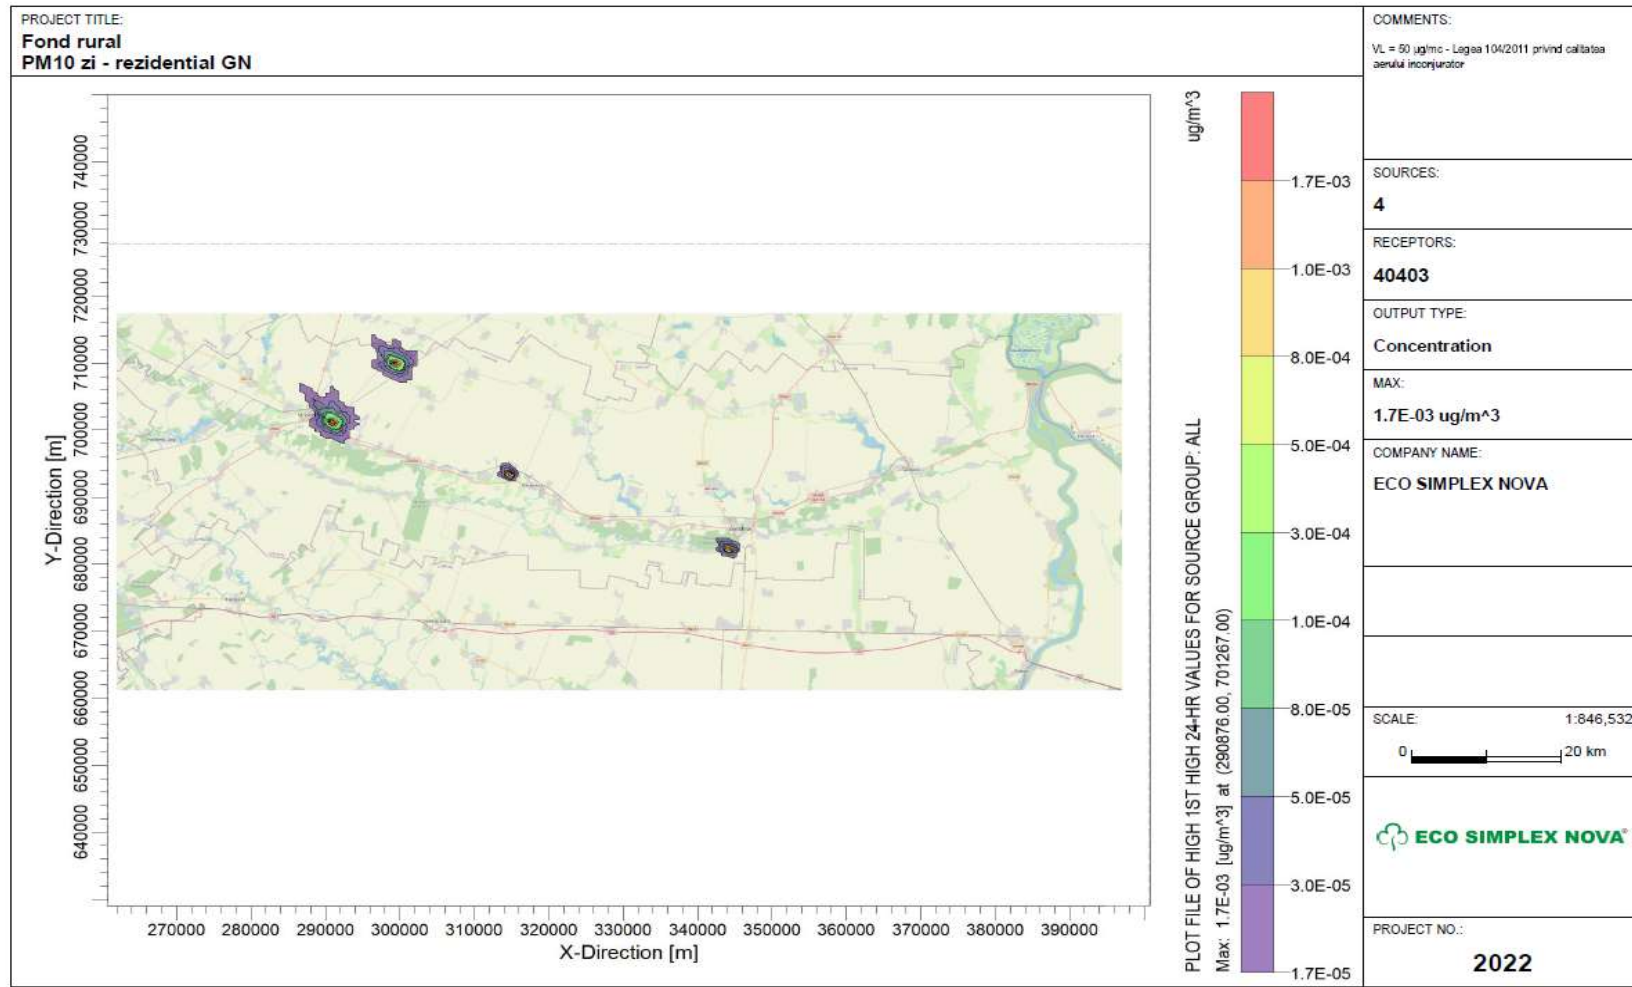 PROJECT TITLE:
Fond rural
PM10 zi - rezidential GN
COMMENTS:
VL = 50 µg/mc - Legea 104/2011 privind calitatea
aerului inconjurator
SOURCES:
4
RECEPTORS:
40403
OUTPUT TYPE:
Concentration
MAX:
1.7E-03 ug/m^3
COMPANY NAME:
ECO SIMPLEX NOVA
SCALE:
1:846,532
0
20 km
ECO SIMPLEX NOVA®
PROJECT NO.:
2022
Y-Direction [m]
740000
730000
720000
710000
700000
690000
680000
670000
660000
650000
640000
270000 280000 290000 300000 310000 320000 330000 340000 350000 360000 370000 380000 390000
X-Direction [m]
PLOT FILE OF HIGH 1ST HIGH 24-HR VALUES FOR SOURCE GROUP: ALL
Max: 1.7E-03 [ug/m^3] at (290876.00, 701267.00)
ug/m^3
1.7E-03
1.0E-03
8.0E-04
5.0E-04
3.0E-04
1.0E-04
8.0E-05
5.0E-05
3.0E-05
1.7E-05